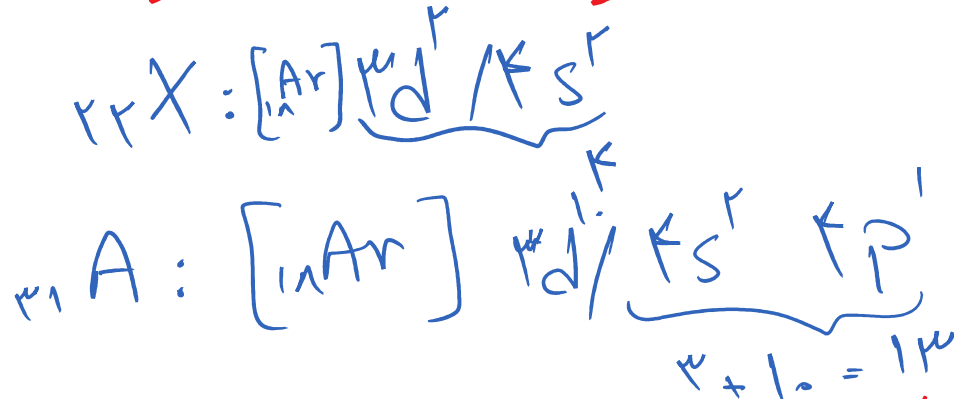 ۲۲X : [۱۸Ar] ۳d۲ / ۴s۲
۳۱A : [۱۸Ar] ۳d۱۰ / ۴s۲ ۴p۱
۳ + ۱۰ = ۱۳